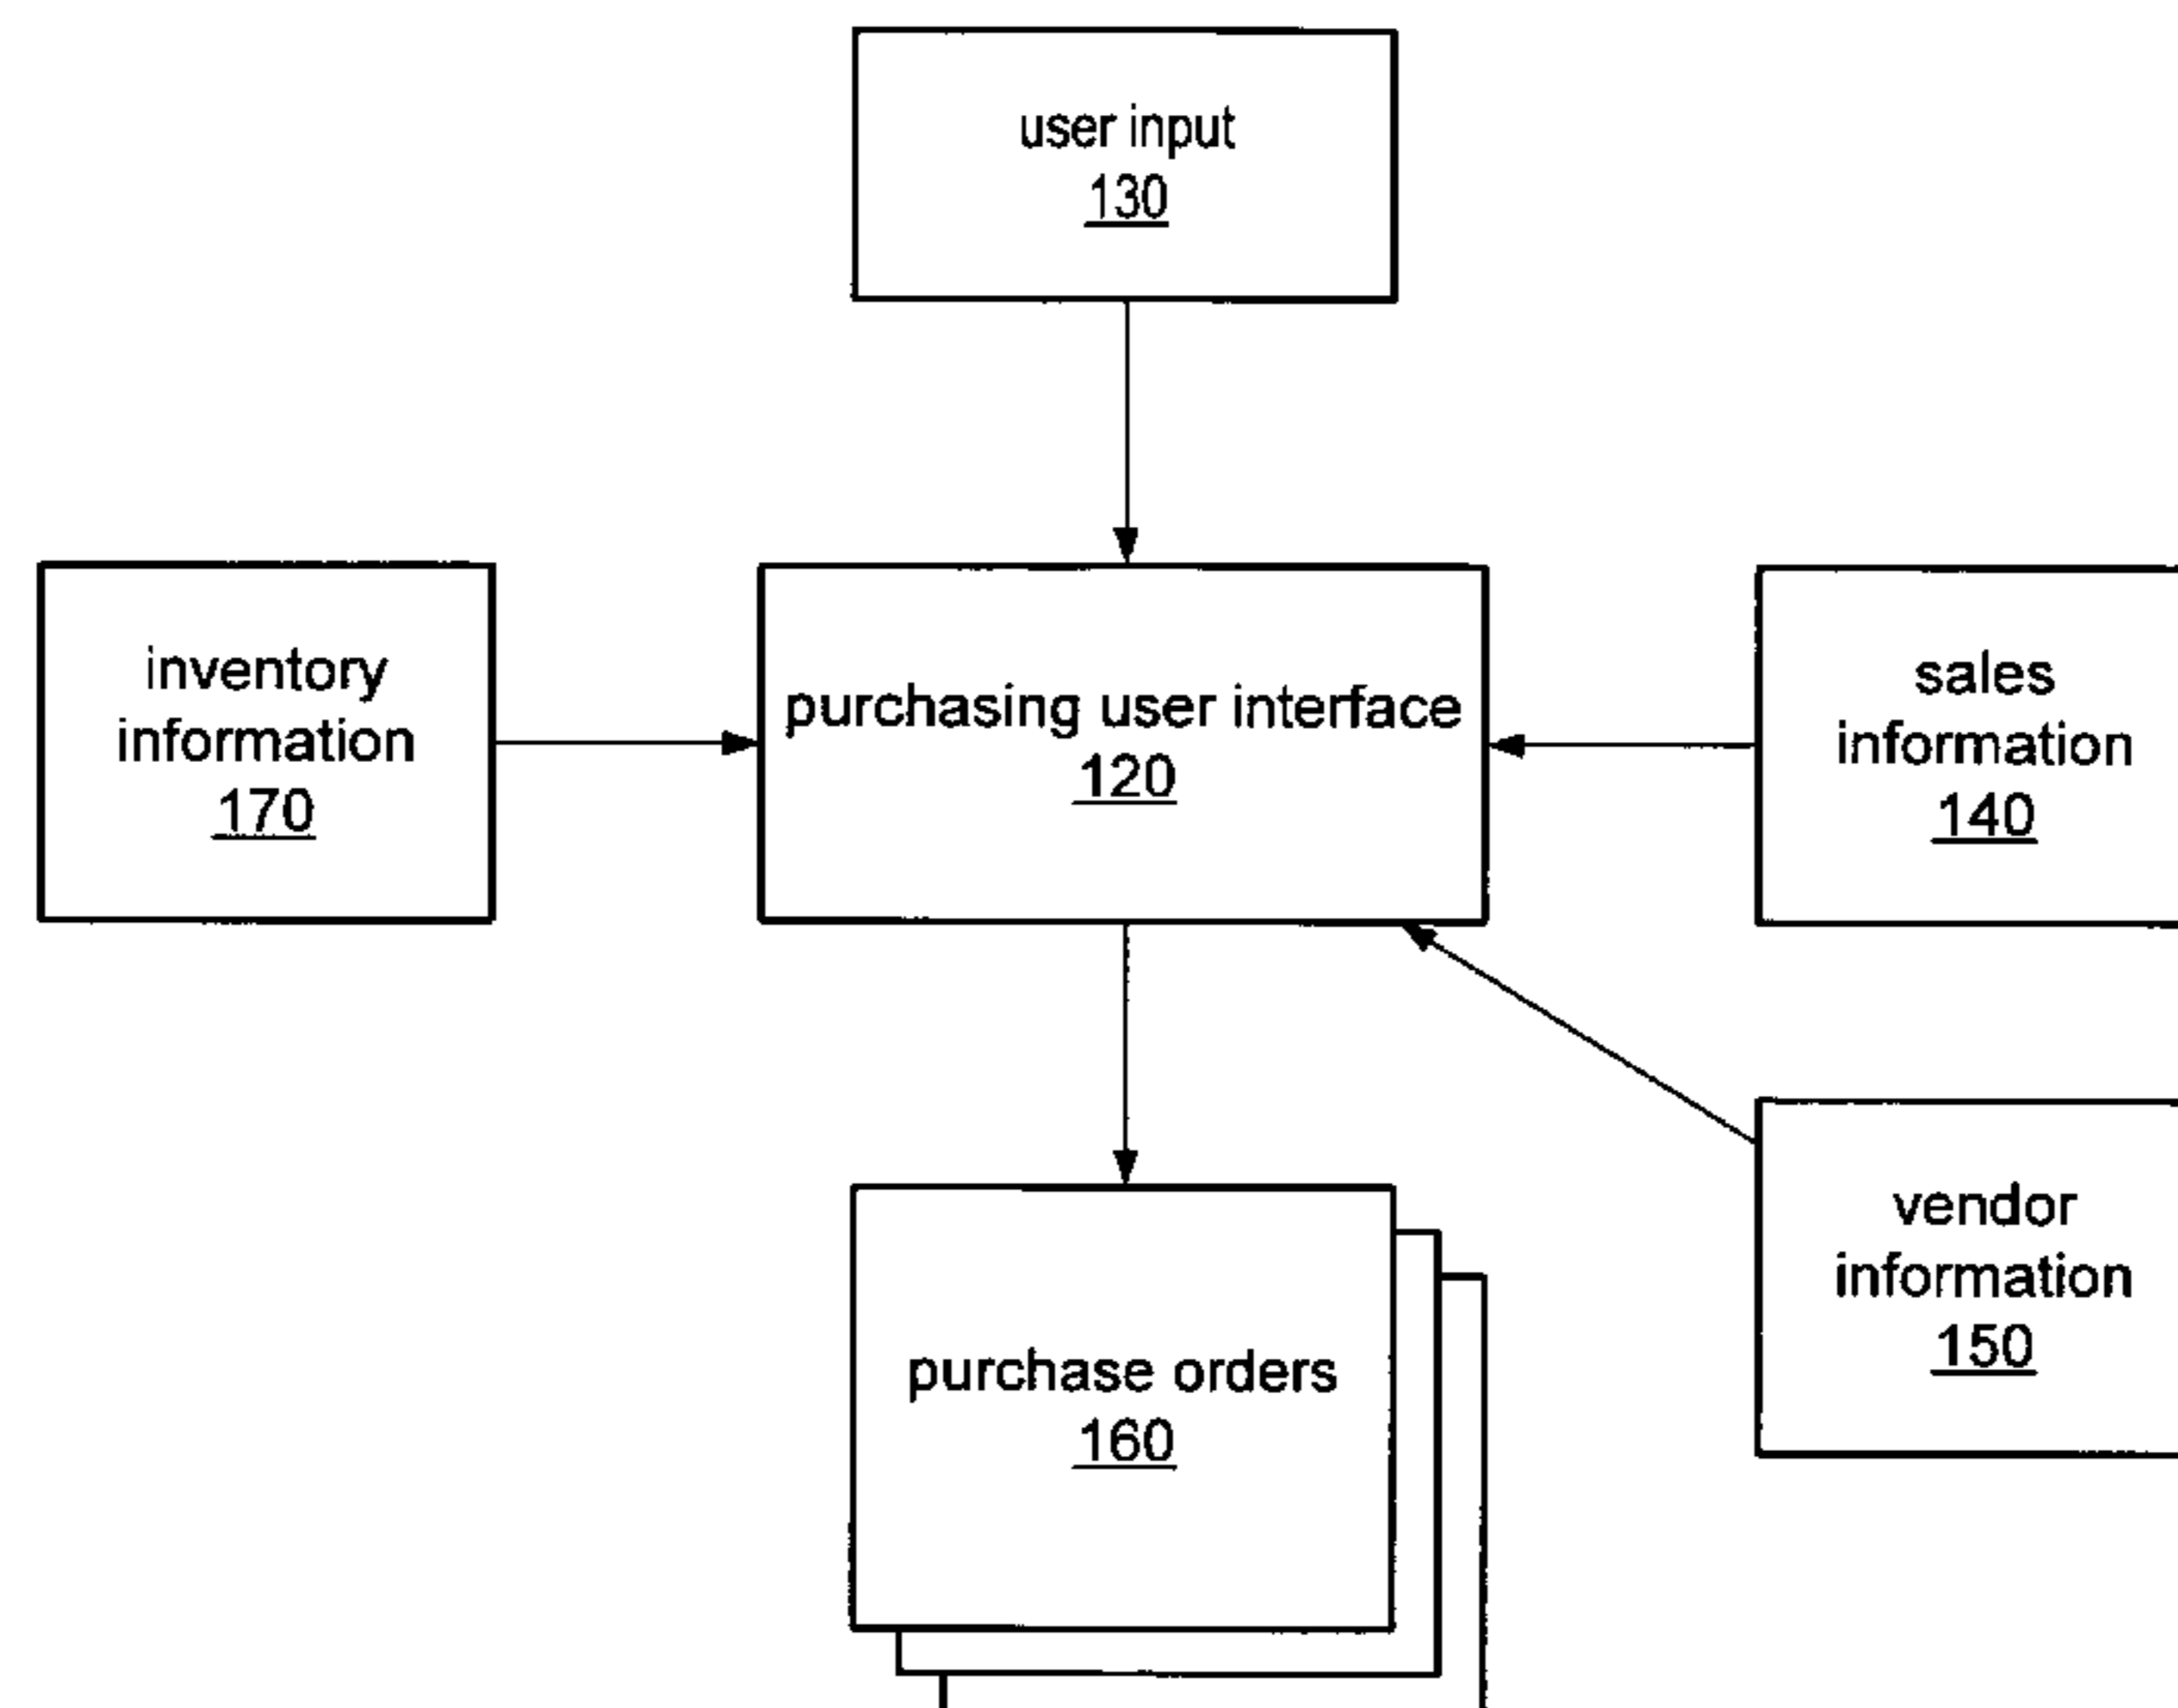 user input
130
inventory
information
170
purchasing user interface
120
sales
information
140
vendor
information
150
purchase orders
160